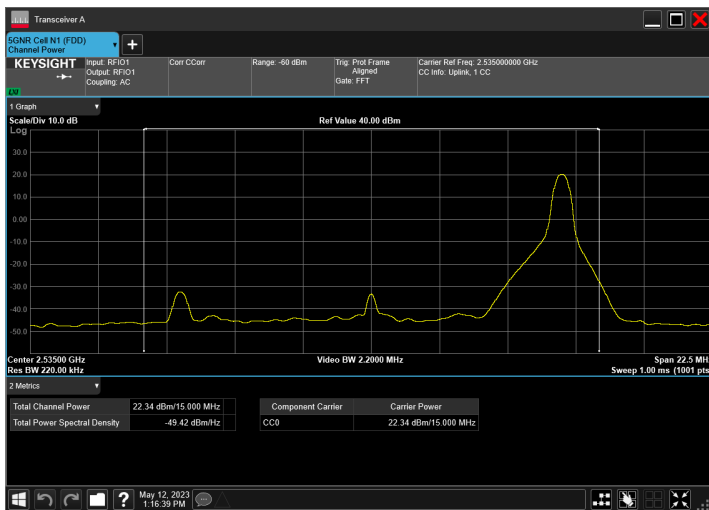 Transceiver A
5GNR Cell N1 (FDD)
Channel Power
KEYSIGHT
LXI
Input: RFIO1
Output: RFIO1
Coupling: AC
Corr CCorr
Range: -60 dBm
Trig: Prot Frame
Aligned
Gate: FFT
Carrier Ref Freq: 2.535000000 GHz
CC Info: Uplink, 1 CC
1 Graph
Scale/Div 10.0 dB
Ref Value 40.00 dBm
Log
30.0
20.0
10.0
0.00
-10.0
-20.0
-30.0
-40.0
-50.0
Center 2.53500 GHz
Video BW 2.2000 MHz
Span 22.5 MH
Res BW 220.00 kHz
Sweep 1.00 ms (1001 pts
2 Metrics
Total Channel Power 22.34 dBm/15.000 MHz
Total Power Spectral Density -49.42 dBm/Hz
Component Carrier Carrier Power
CC0 22.34 dBm/15.000 MHz
?
May 12, 2023
1:16:39 PM